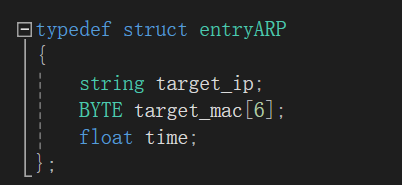 typedef struct entryARP
{
string target_ip;
BYTE target_mac[6];
float time;
};